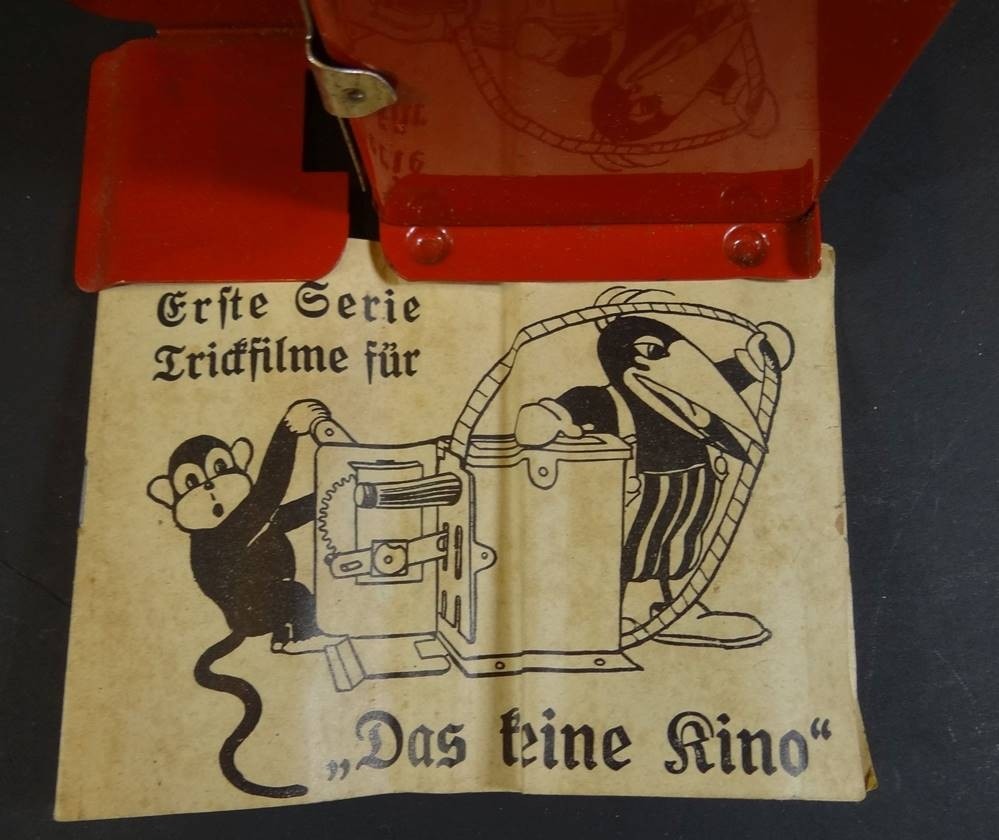 Erste Serie
Trickfilme für
„Das keine Kino“